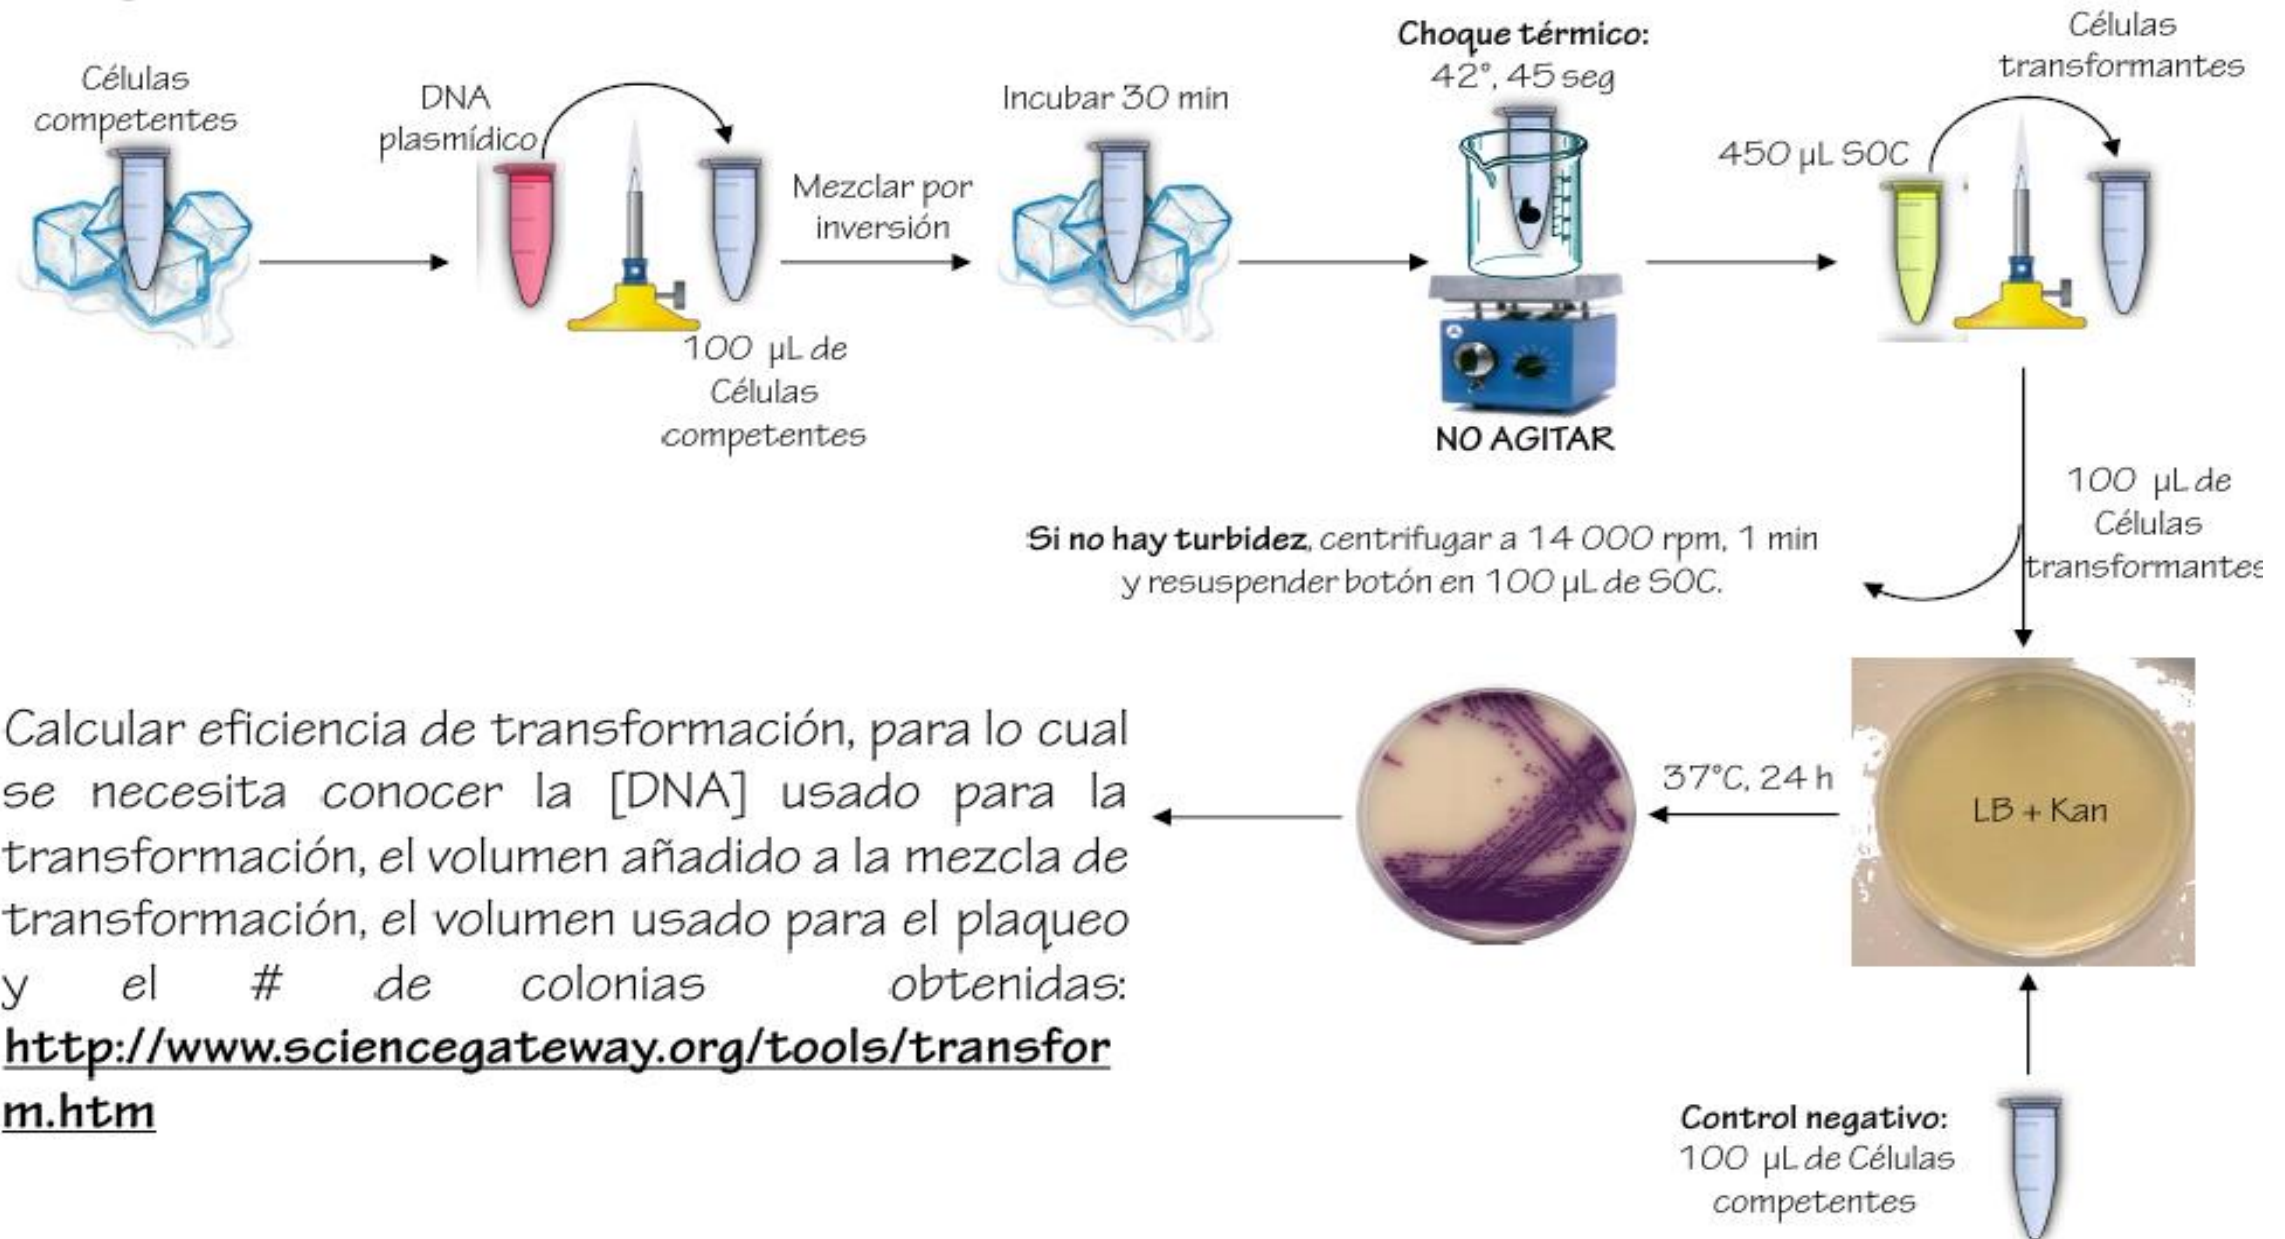 Células
competentes
DNA
plasmídico
100 µL de
Células
competentes
Mezclar por
inversión
Incubar 30 min
Choque térmico:
42°, 45 seg
NO AGITAR
450 µL SOC
Células
transformantes
100 µL de
Células
transformantes
Si no hay turbidez, centrifugar a 14 000 rpm, 1 min
y resuspender botón en 100 µL de SOC.
LB + Kan
37°C, 24 h
Control negativo:
100 µL de Células
competentes
Calcular eficiencia de transformación, para lo cual
se necesita conocer la [DNA] usado para la
transformación, el volumen añadido a la mezcla de
transformación, el volumen usado para el plaqueo
y el # de colonias obtenidas:
http://www.sciencegateway.org/tools/transfor
m.htm